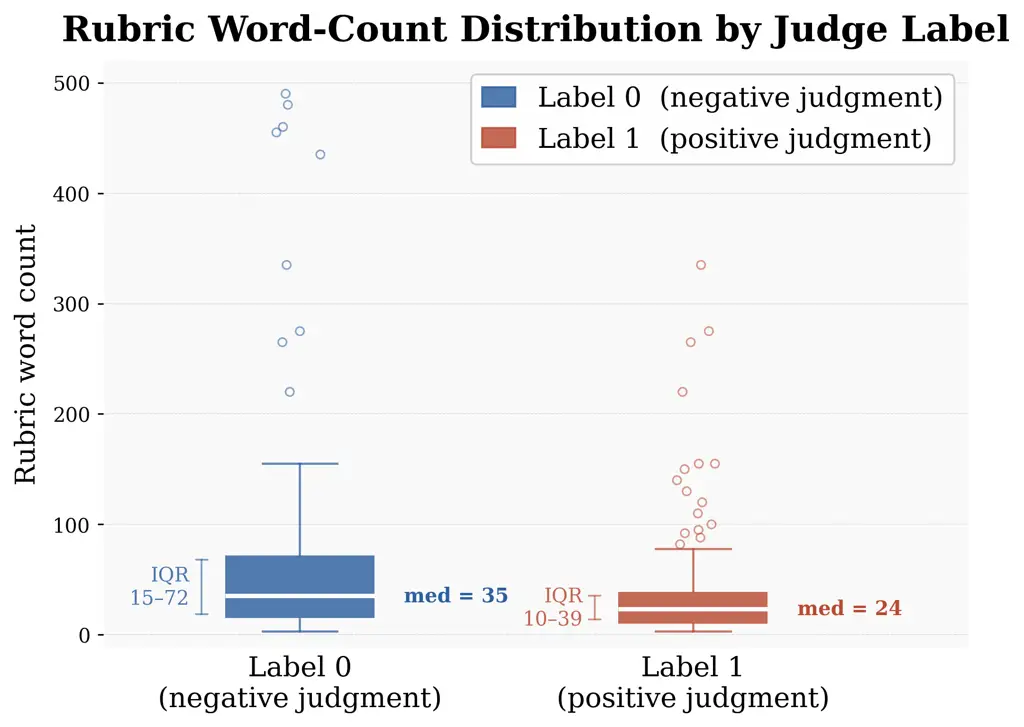 Rubric Word-Count Distribution by Judge Label
Label 0 (negative judgment)
Label 1 (positive judgment)
Rubric word count
500
400
300
200
100
0
IQR
15–72
med = 35
IQR
10–39
med = 24
Label 0
(negative judgment)
Label 1
(positive judgment)